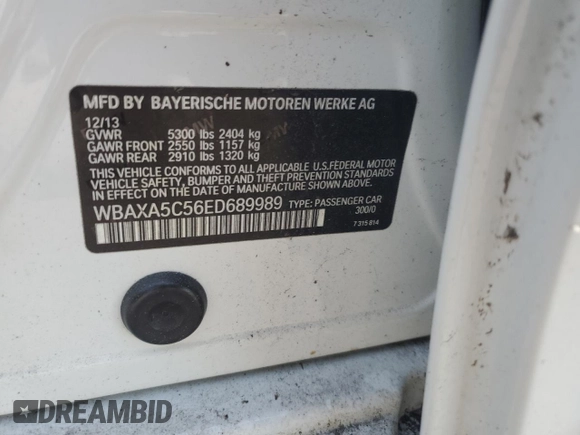 MFD BY BAYERISCHE MOTOREN WERKE AG
12/13
GVWR 5300 lbs 2404 kg
GAWR FRONT 2550 lbs 1157 kg
GAWR REAR 2910 lbs 1320 kg
THIS VEHICLE CONFORMS TO ALL APPLICABLE U.S.FEDERAL MOTOR
VEHICLE SAFETY, BUMPER, AND THEFT PREVENTION STANDARDS
IN EFFECT ON THE DATE OF MANUFACTURE SHOWN ABOVE.
WBAXA5C56ED689989 TYPE: PASSENGER CAR
300/0
7 315 814
DREAMBID